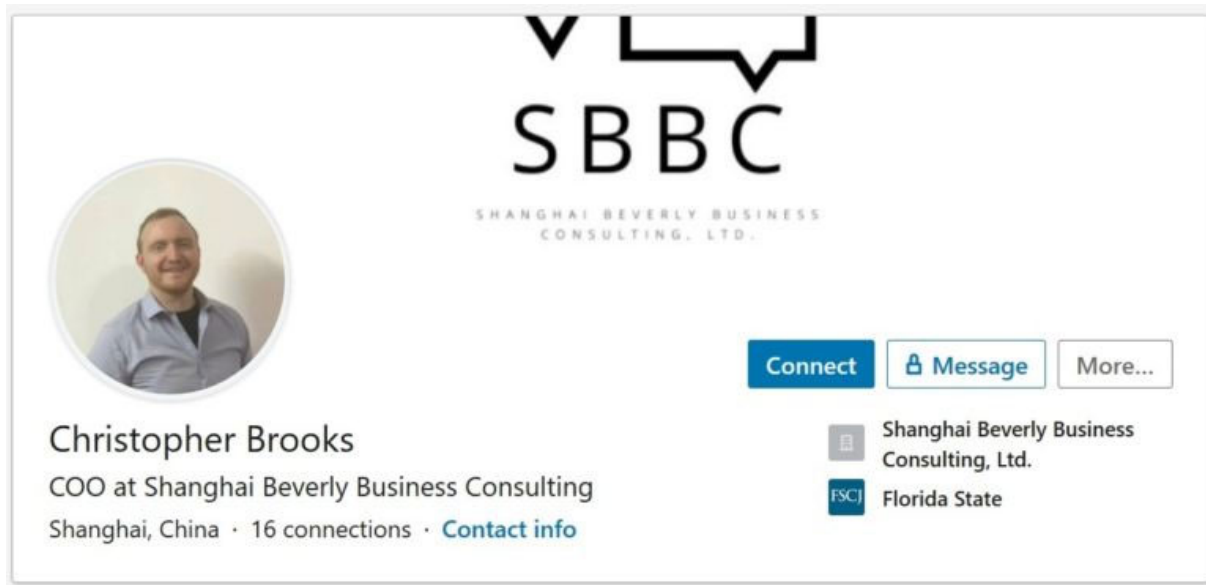 SBBC
SHANGHAI BEVERLY BUSINESS
CONSULTING, LTD.
Connect
Message
More...
Christopher Brooks
COO at Shanghai Beverly Business Consulting
Shanghai, China · 16 connections · Contact info
Shanghai Beverly Business
Consulting, Ltd.
FSCJ
Florida State